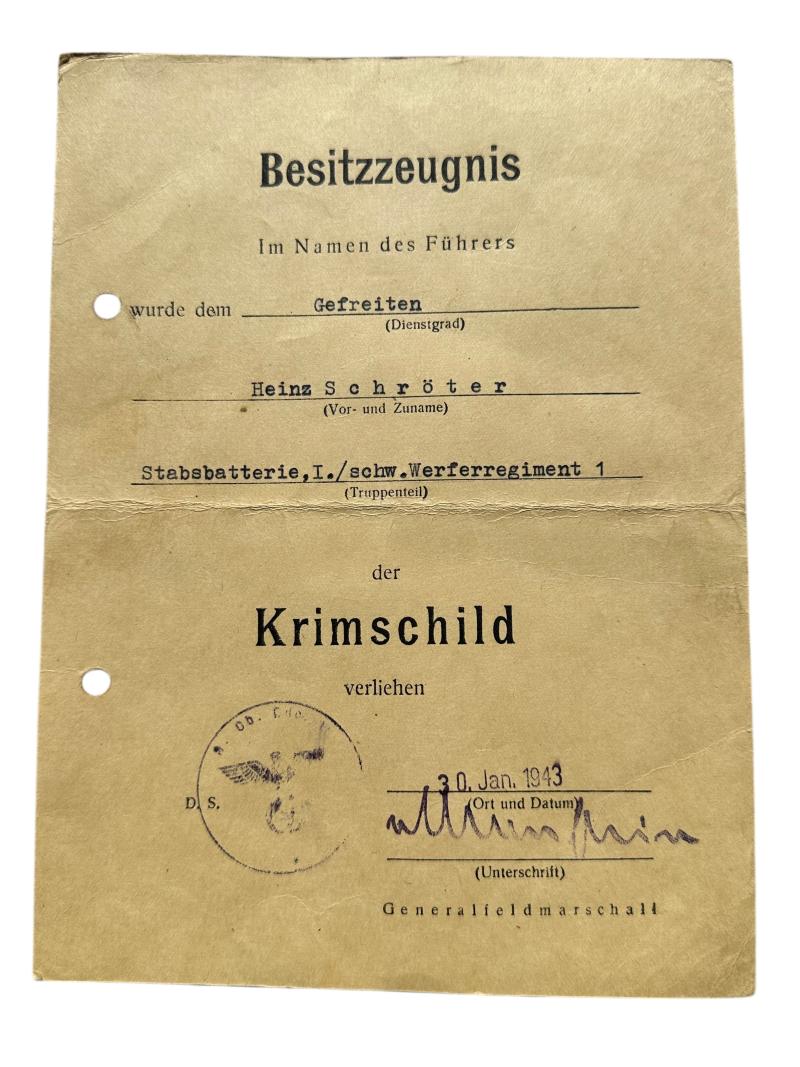 Besitzzeugnis
Im Namen des Führers
wurde dem Gefreiten
(Dienstgrad)
Heinz Schröter
(Vor- und Zuname)
Stabsbatterie,I./schw.Werferregiment 1
(Truppenteil)
der
Krimschild
verliehen
30. Jan. 1943
D. S.
(Ort und Datum)
(Unterschrift)
Generalfeldmarschall